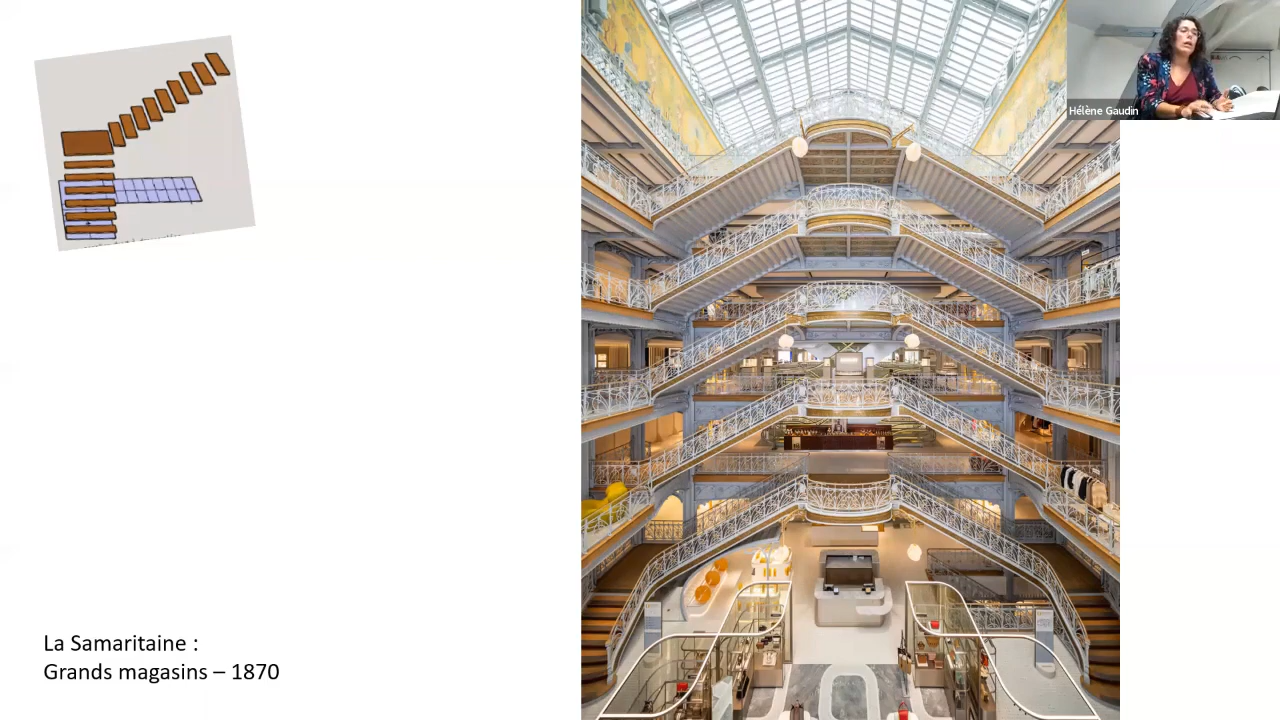 Hélène Gaudin
La Samaritaine :
Grands magasins – 1870